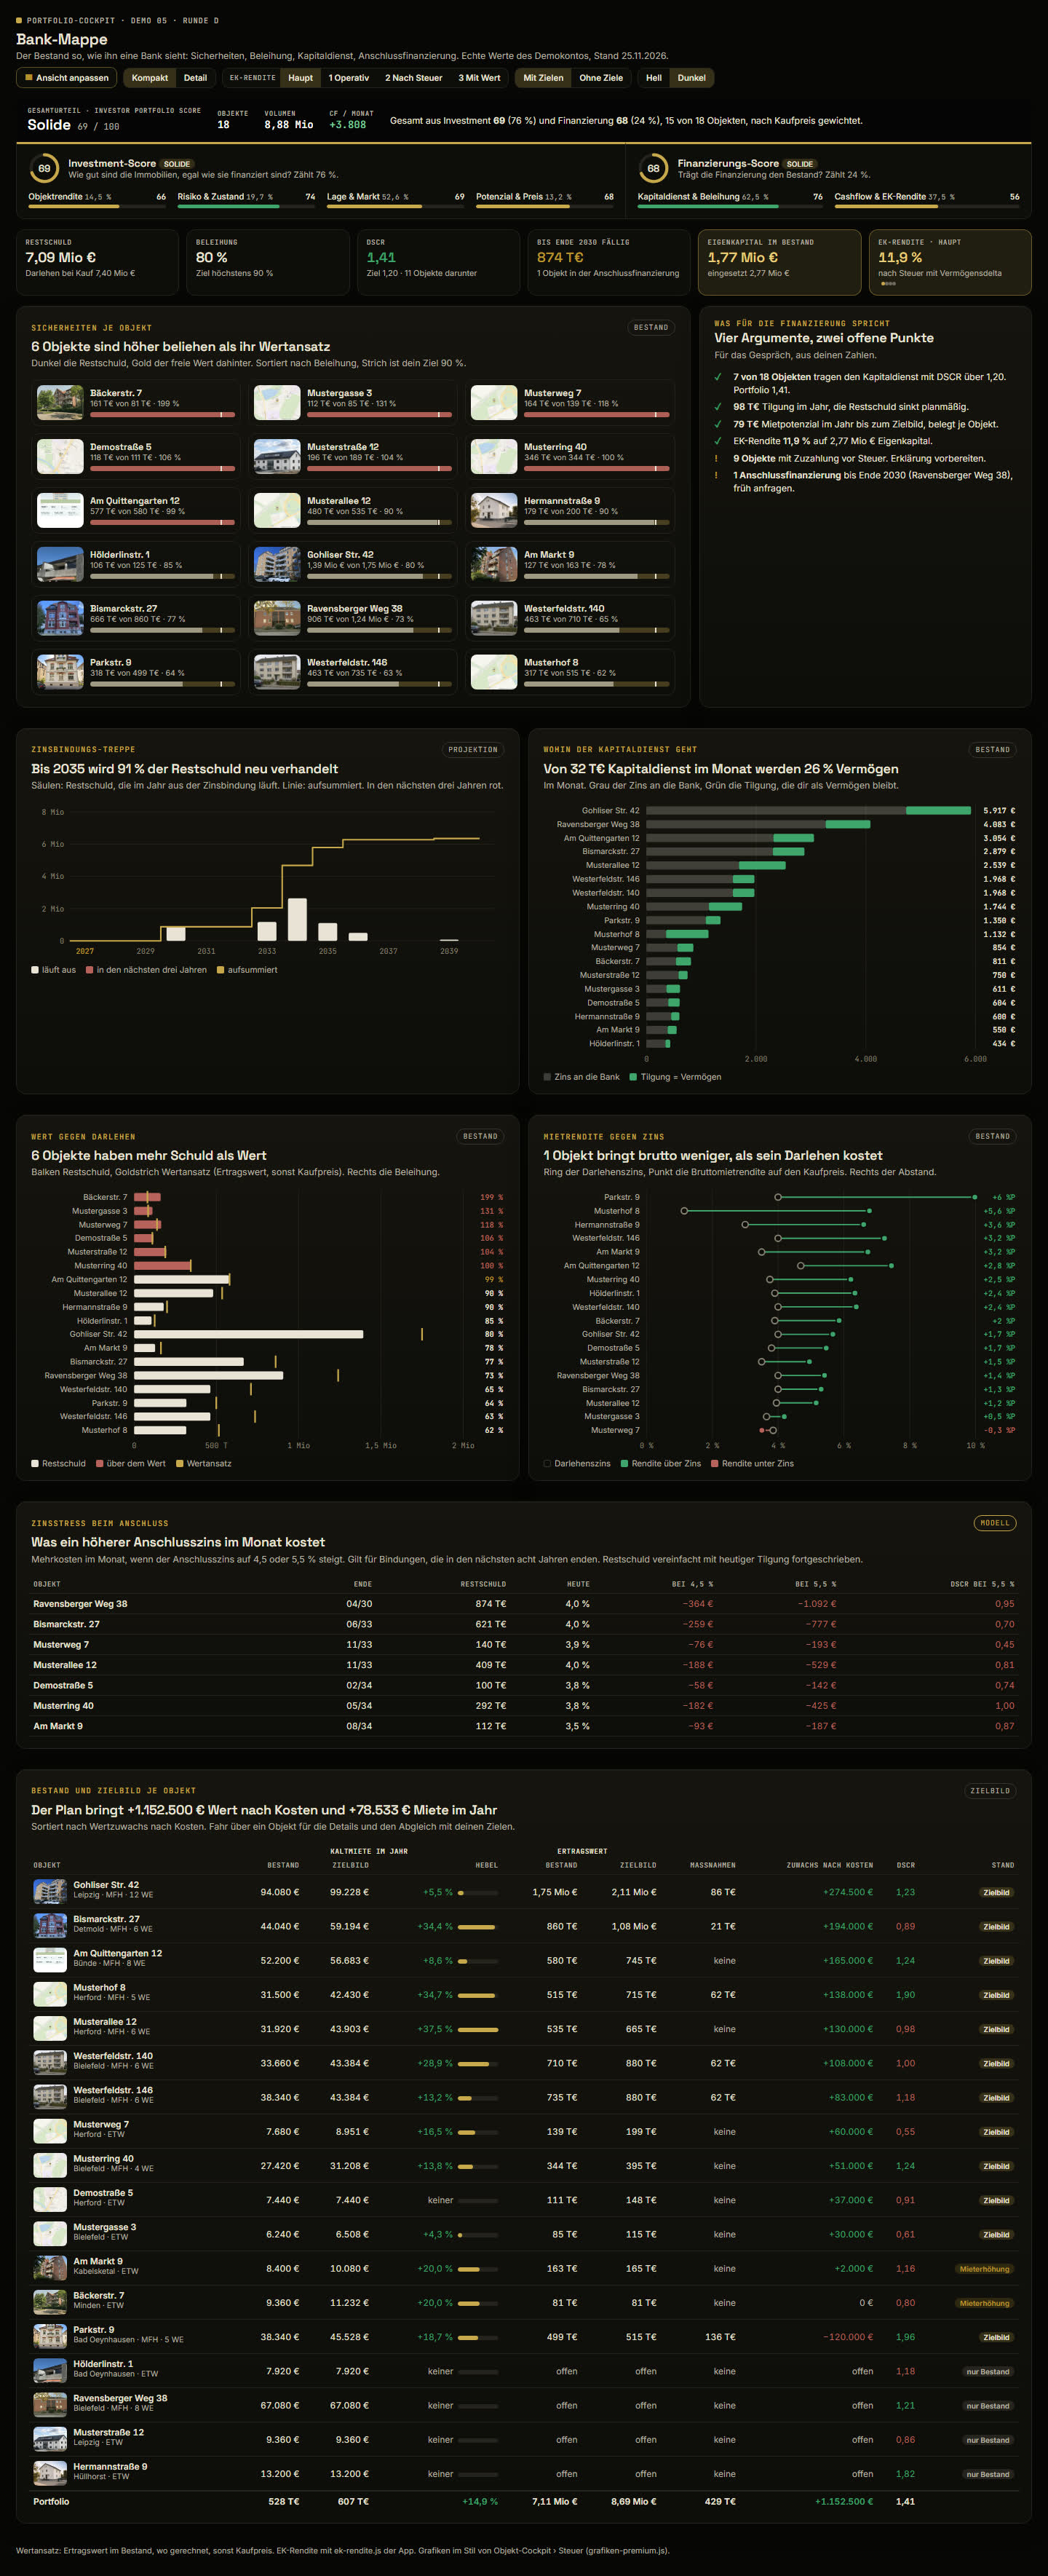 PORTFOLIO-COCKPIT · DEMO 05 · RUNDE D
Bank-Mappe
Der Bestand so, wie ihn eine Bank sieht: Sicherheiten, Beleihung, Kapitaldienst, Anschlussfinanzierung. Echte Werte des Demokontos, Stand 25.11.2026.
Ansicht anpassen Kompakt Detail EK-RENDITE Haupt 1 Operativ 2 Nach Steuer 3 Mit Wert Mit Zielen Ohne Ziele Hell Dunkel
GESAMTURTEIL · INVESTOR PORTFOLIO SCORE OBJEKTE VOLUMEN CF / MONAT
Solide 69 / 100 18 8,88 Mio +3.808 Gesamt aus Investment 69 (76 %) und Finanzierung 68 (24 %), 15 von 18 Objekten, nach Kaufpreis gewichtet.
69 Investment-Score SOLIDE
Wie gut sind die Immobilien, egal wie sie finanziert sind? Zählt 76 %.
Objektrendite 14,5 % 66 Risiko & Zustand 19,7 % 74 Lage & Markt 52,6 % 69 Potenzial & Preis 13,2 % 68
68 Finanzierungs-Score SOLIDE
Trägt die Finanzierung den Bestand? Zählt 24 %.
Kapitaldienst & Beleihung 62,5 % 76 Cashflow & EK-Rendite 37,5 % 56
RESTSCHULD
7,09 Mio €
Darlehen bei Kauf 7,40 Mio €
BELEIHUNG
80 %
Ziel höchstens 90 %
DSCR
1,41
Ziel 1,20 · 11 Objekte darunter
BIS ENDE 2030 FÄLLIG
874 T€
1 Objekt in der Anschlussfinanzierung
EIGENKAPITAL IM BESTAND
1,77 Mio €
eingesetzt 2,77 Mio €
EK-RENDITE · HAUPT
11,9 %
nach Steuer mit Vermögensdelta
SICHERHEITEN JE OBJEKT BESTAND
6 Objekte sind höher beliehen als ihr Wertansatz
Dunkel die Restschuld, Gold der freie Wert dahinter. Sortiert nach Beleihung, Strich ist dein Ziel 90 %.
Bäckerstr. 7
161 T€ von 81 T€ · 199 %
Mustergasse 3
112 T€ von 85 T€ · 131 %
Musterweg 7
164 T€ von 139 T€ · 118 %
Demostraße 5
118 T€ von 111 T€ · 106 %
Musterstraße 12
196 T€ von 189 T€ · 104 %
Musterring 40
346 T€ von 344 T€ · 100 %
Am Quittengarten 12
577 T€ von 580 T€ · 99 %
Musterallee 12
480 T€ von 535 T€ · 90 %
Hermannstraße 9
179 T€ von 200 T€ · 90 %
Hölderlinstr. 1
106 T€ von 125 T€ · 85 %
Gohliser Str. 42
1,39 Mio € von 1,75 Mio € · 80 %
Am Markt 9
127 T€ von 163 T€ · 78 %
Bismarckstr. 27
666 T€ von 860 T€ · 77 %
Ravensberger Weg 38
906 T€ von 1,24 Mio € · 73 %
Westerfeldstr. 140
463 T€ von 710 T€ · 65 %
Parkstr. 9
318 T€ von 499 T€ · 64 %
Westerfeldstr. 146
463 T€ von 735 T€ · 63 %
Musterhof 8
317 T€ von 515 T€ · 62 %
WAS FÜR DIE FINANZIERUNG SPRICHT
Vier Argumente, zwei offene Punkte
Für das Gespräch, aus deinen Zahlen.
✓ 7 von 18 Objekten tragen den Kapitaldienst mit DSCR über 1,20.
Portfolio 1,41.
✓ 98 T€ Tilgung im Jahr, die Restschuld sinkt planmäßig.
✓ 79 T€ Mietpotenzial im Jahr bis zum Zielbild, belegt je Objekt.
✓ EK-Rendite 11,9 % auf 2,77 Mio € Eigenkapital.
! 9 Objekte mit Zuzahlung vor Steuer. Erklärung vorbereiten.
! 1 Anschlussfinanzierung bis Ende 2030 (Ravensberger Weg 38),
früh anfragen.
ZINSBINDUNGS-TREPPE PROJEKTION
Bis 2035 wird 91 % der Restschuld neu verhandelt
Säulen: Restschuld, die im Jahr aus der Zinsbindung läuft. Linie: aufsummiert. In den nächsten drei Jahren rot.
8 Mio
6 Mio
4 Mio
2 Mio
0
2027 2029 2031 2033 2035 2037 2039
läuft aus in den nächsten drei Jahren aufsummiert
WOHIN DER KAPITALDIENST GEHT BESTAND
Von 32 T€ Kapitaldienst im Monat werden 26 % Vermögen
Im Monat. Grau der Zins an die Bank, Grün die Tilgung, die dir als Vermögen bleibt.
Gohliser Str. 42 5.917 €
Ravensberger Weg 38 4.083 €
Am Quittengarten 12 3.054 €
Bismarckstr. 27 2.879 €
Musterallee 12 2.539 €
Westerfeldstr. 146 1.968 €
Westerfeldstr. 140 1.968 €
Musterring 40 1.744 €
Parkstr. 9 1.350 €
Musterhof 8 1.132 €
Musterweg 7 854 €
Bäckerstr. 7 811 €
Musterstraße 12 750 €
Mustergasse 3 611 €
Demostraße 5 604 €
Hermannstraße 9 600 €
Am Markt 9 550 €
Hölderlinstr. 1 434 €
0 2.000 4.000 6.000
Zins an die Bank Tilgung = Vermögen
WERT GEGEN DARLEHEN BESTAND
6 Objekte haben mehr Schuld als Wert
Balken Restschuld, Goldstrich Wertansatz (Ertragswert, sonst Kaufpreis). Rechts die Beleihung.
Bäckerstr. 7 199 %
Mustergasse 3 131 %
Musterweg 7 118 %
Demostraße 5 106 %
Musterstraße 12 104 %
Musterring 40 100 %
Am Quittengarten 12 99 %
Musterallee 12 90 %
Hermannstraße 9 90 %
Hölderlinstr. 1 85 %
Gohliser Str. 42 80 %
Am Markt 9 78 %
Bismarckstr. 27 77 %
Ravensberger Weg 38 73 %
Westerfeldstr. 140 65 %
Parkstr. 9 64 %
Westerfeldstr. 146 63 %
Musterhof 8 62 %
0 500 T 1 Mio 1,5 Mio 2 Mio
Restschuld über dem Wert Wertansatz
MIETRENDITE GEGEN ZINS BESTAND
1 Objekt bringt brutto weniger, als sein Darlehen kostet
Ring der Darlehenszins, Punkt die Bruttomietrendite auf den Kaufpreis. Rechts der Abstand.
Parkstr. 9 +6 %P
Musterhof 8 +5,6 %P
Hermannstraße 9 +3,6 %P
Westerfeldstr. 146 +3,2 %P
Am Markt 9 +3,2 %P
Am Quittengarten 12 +2,8 %P
Musterring 40 +2,5 %P
Hölderlinstr. 1 +2,4 %P
Westerfeldstr. 140 +2,4 %P
Bäckerstr. 7 +2 %P
Gohliser Str. 42 +1,7 %P
Demostraße 5 +1,7 %P
Musterstraße 12 +1,5 %P
Ravensberger Weg 38 +1,4 %P
Bismarckstr. 27 +1,3 %P
Musterallee 12 +1,2 %P
Mustergasse 3 +0,5 %P
Musterweg 7 -0,3 %P
0 % 2 % 4 % 6 % 8 % 10 %
Darlehenszins Rendite über Zins Rendite unter Zins
ZINSSTRESS BEIM ANSCHLUSS MODELL
Was ein höherer Anschlusszins im Monat kostet
Mehrkosten im Monat, wenn der Anschlusszins auf 4,5 oder 5,5 % steigt. Gilt für Bindungen, die in den nächsten acht Jahren enden. Restschuld vereinfacht mit heutiger Tilgung fortgeschrieben.
OBJEKT ENDE RESTSCHULD HEUTE BEI 4,5 % BEI 5,5 % DSCR BEI 5,5 %
Ravensberger Weg 38 04/30 874 T€ 4,0 % −364 € −1.092 € 0,95
Bismarckstr. 27 06/33 621 T€ 4,0 % −259 € −777 € 0,70
Musterweg 7 11/33 140 T€ 3,9 % −76 € −193 € 0,45
Musterallee 12 11/33 409 T€ 4,0 % −188 € −529 € 0,81
Demostraße 5 02/34 100 T€ 3,8 % −58 € −142 € 0,74
Musterring 40 05/34 292 T€ 3,8 % −182 € −425 € 1,00
Am Markt 9 08/34 112 T€ 3,5 % −93 € −187 € 0,87
BESTAND UND ZIELBILD JE OBJEKT ZIELBILD
Der Plan bringt +1.152.500 € Wert nach Kosten und +78.533 € Miete im Jahr
Sortiert nach Wertzuwachs nach Kosten. Fahr über ein Objekt für die Details und den Abgleich mit deinen Zielen.
KALTMIETE IM JAHR ERTRAGSWERT
OBJEKT BESTAND ZIELBILD HEBEL BESTAND ZIELBILD MASSNAHMEN ZUWACHS NACH KOSTEN DSCR STAND
Gohliser Str. 42 94.080 € 99.228 € +5,5 % 1,75 Mio € 2,11 Mio € 86 T€ +274.500 € 1,23 Zielbild
Leipzig · MFH · 12 WE
Bismarckstr. 27 44.040 € 59.194 € +34,4 % 860 T€ 1,08 Mio € 21 T€ +194.000 € 0,89 Zielbild
Detmold · MFH · 6 WE
Am Quittengarten 12 52.200 € 56.683 € +8,6 % 580 T€ 745 T€ keine +165.000 € 1,24 Zielbild
Bünde · MFH · 8 WE
Musterhof 8 31.500 € 42.430 € +34,7 % 515 T€ 715 T€ 62 T€ +138.000 € 1,90 Zielbild
Herford · MFH · 5 WE
Musterallee 12 31.920 € 43.903 € +37,5 % 535 T€ 665 T€ keine +130.000 € 0,98 Zielbild
Herford · MFH · 6 WE
Westerfeldstr. 140 33.660 € 43.384 € +28,9 % 710 T€ 880 T€ 62 T€ +108.000 € 1,00 Zielbild
Bielefeld · MFH · 6 WE
Westerfeldstr. 146 38.340 € 43.384 € +13,2 % 735 T€ 880 T€ 62 T€ +83.000 € 1,18 Zielbild
Bielefeld · MFH · 6 WE
Musterweg 7 7.680 € 8.951 € +16,5 % 139 T€ 199 T€ keine +60.000 € 0,55 Zielbild
Herford · ETW
Musterring 40 27.420 € 31.208 € +13,8 % 344 T€ 395 T€ keine +51.000 € 1,24 Zielbild
Bielefeld · MFH · 4 WE
Demostraße 5 7.440 € 7.440 € keiner 111 T€ 148 T€ keine +37.000 € 0,91 Zielbild
Herford · ETW
Mustergasse 3 6.240 € 6.508 € +4,3 % 85 T€ 115 T€ keine +30.000 € 0,61 Zielbild
Bielefeld · ETW
Am Markt 9 8.400 € 10.080 € +20,0 % 163 T€ 165 T€ keine +2.000 € 1,16 Mieterhöhung
Kabelsketal · ETW
Bäckerstr. 7 9.360 € 11.232 € +20,0 % 81 T€ 81 T€ keine 0 € 0,80 Mieterhöhung
Minden · ETW
Parkstr. 9 38.340 € 45.528 € +18,7 % 499 T€ 515 T€ 136 T€ −120.000 € 1,96 Zielbild
Bad Oeynhausen · MFH · 5 WE
Hölderlinstr. 1 7.920 € 7.920 € keiner offen offen keine offen 1,18 nur Bestand
Bad Oeynhausen · ETW
Ravensberger Weg 38 67.080 € 67.080 € keiner offen offen keine offen 1,21 nur Bestand
Bielefeld · MFH · 8 WE
Musterstraße 12 9.360 € 9.360 € keiner offen offen keine offen 0,86 nur Bestand
Leipzig · ETW
Hermannstraße 9 13.200 € 13.200 € keiner offen offen keine offen 1,82 nur Bestand
Hüllhorst · ETW
Portfolio 528 T€ 607 T€ +14,9 % 7,11 Mio € 8,69 Mio € 429 T€ +1.152.500 € 1,41
Wertansatz: Ertragswert im Bestand, wo gerechnet, sonst Kaufpreis. EK-Rendite mit ek-rendite.js der App. Grafiken im Stil von Objekt-Cockpit › Steuer (grafiken-premium.js).